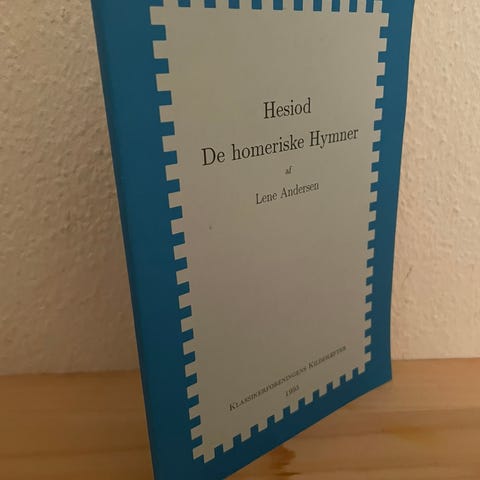 Hesiod
De homeriske Hymner
af
Lene Andersen
Klassikerforeningens Kildehæfter
1993